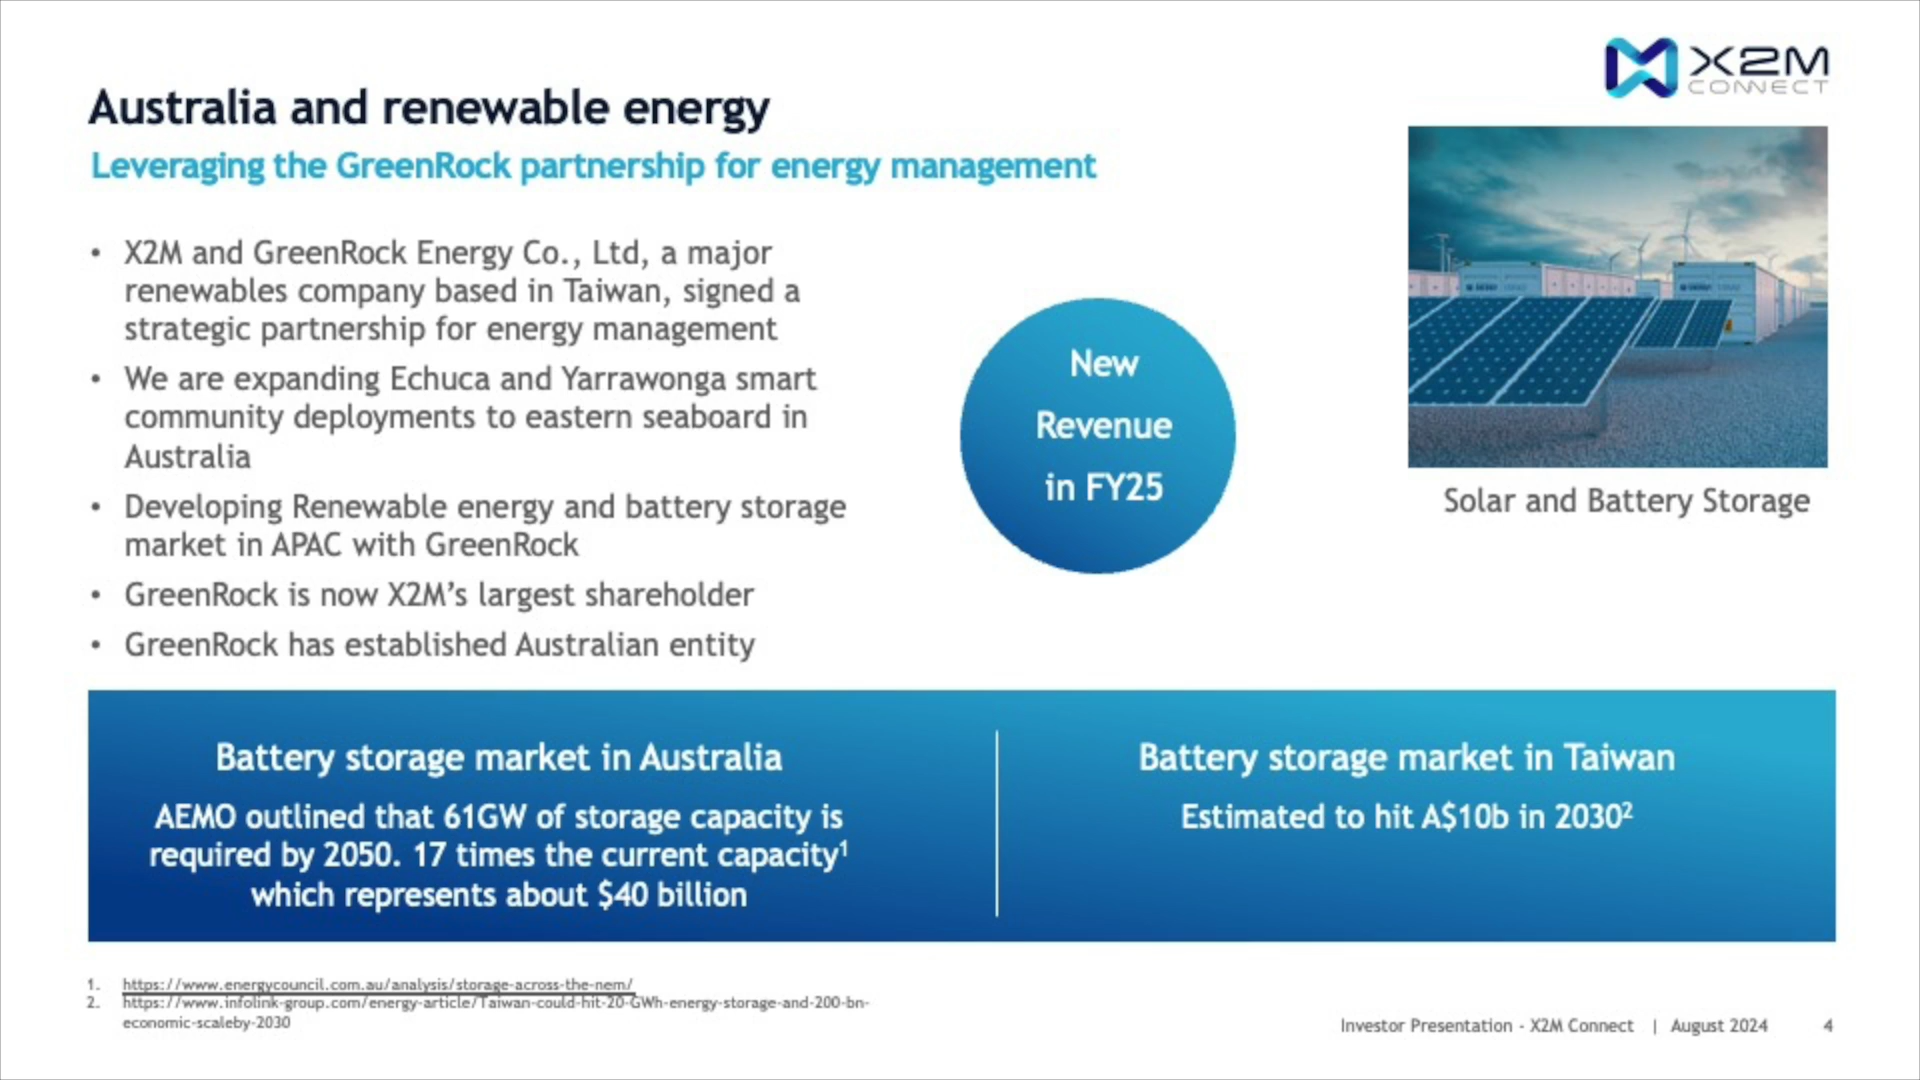 X2M
CONNECT
Australia and renewable energy
Leveraging the GreenRock partnership for energy management
• X2M and GreenRock Energy Co., Ltd, a major
renewables company based in Taiwan, signed a
strategic partnership for energy management
• We are expanding Echuca and Yarrawonga smart
community deployments to eastern seaboard in
Australia
• Developing Renewable energy and battery storage
market in APAC with GreenRock
• GreenRock is now X2M’s largest shareholder
• GreenRock has established Australian entity
New
Revenue
in FY25
Solar and Battery Storage
Battery storage market in Australia
AEMO outlined that 61GW of storage capacity is
required by 2050. 17 times the current capacity¹
which represents about $40 billion
Battery storage market in Taiwan
Estimated to hit A$10b in 2030²
1. https://www.energycouncil.com.au/analysis/storage-across-the-nem/
2. https://www.infolink-group.com/energy-article/Taiwan-could-hit-20-GWh-energy-storage-and-200-bn-
economic-scaleby-2030
Investor Presentation - X2M Connect | August 2024 4